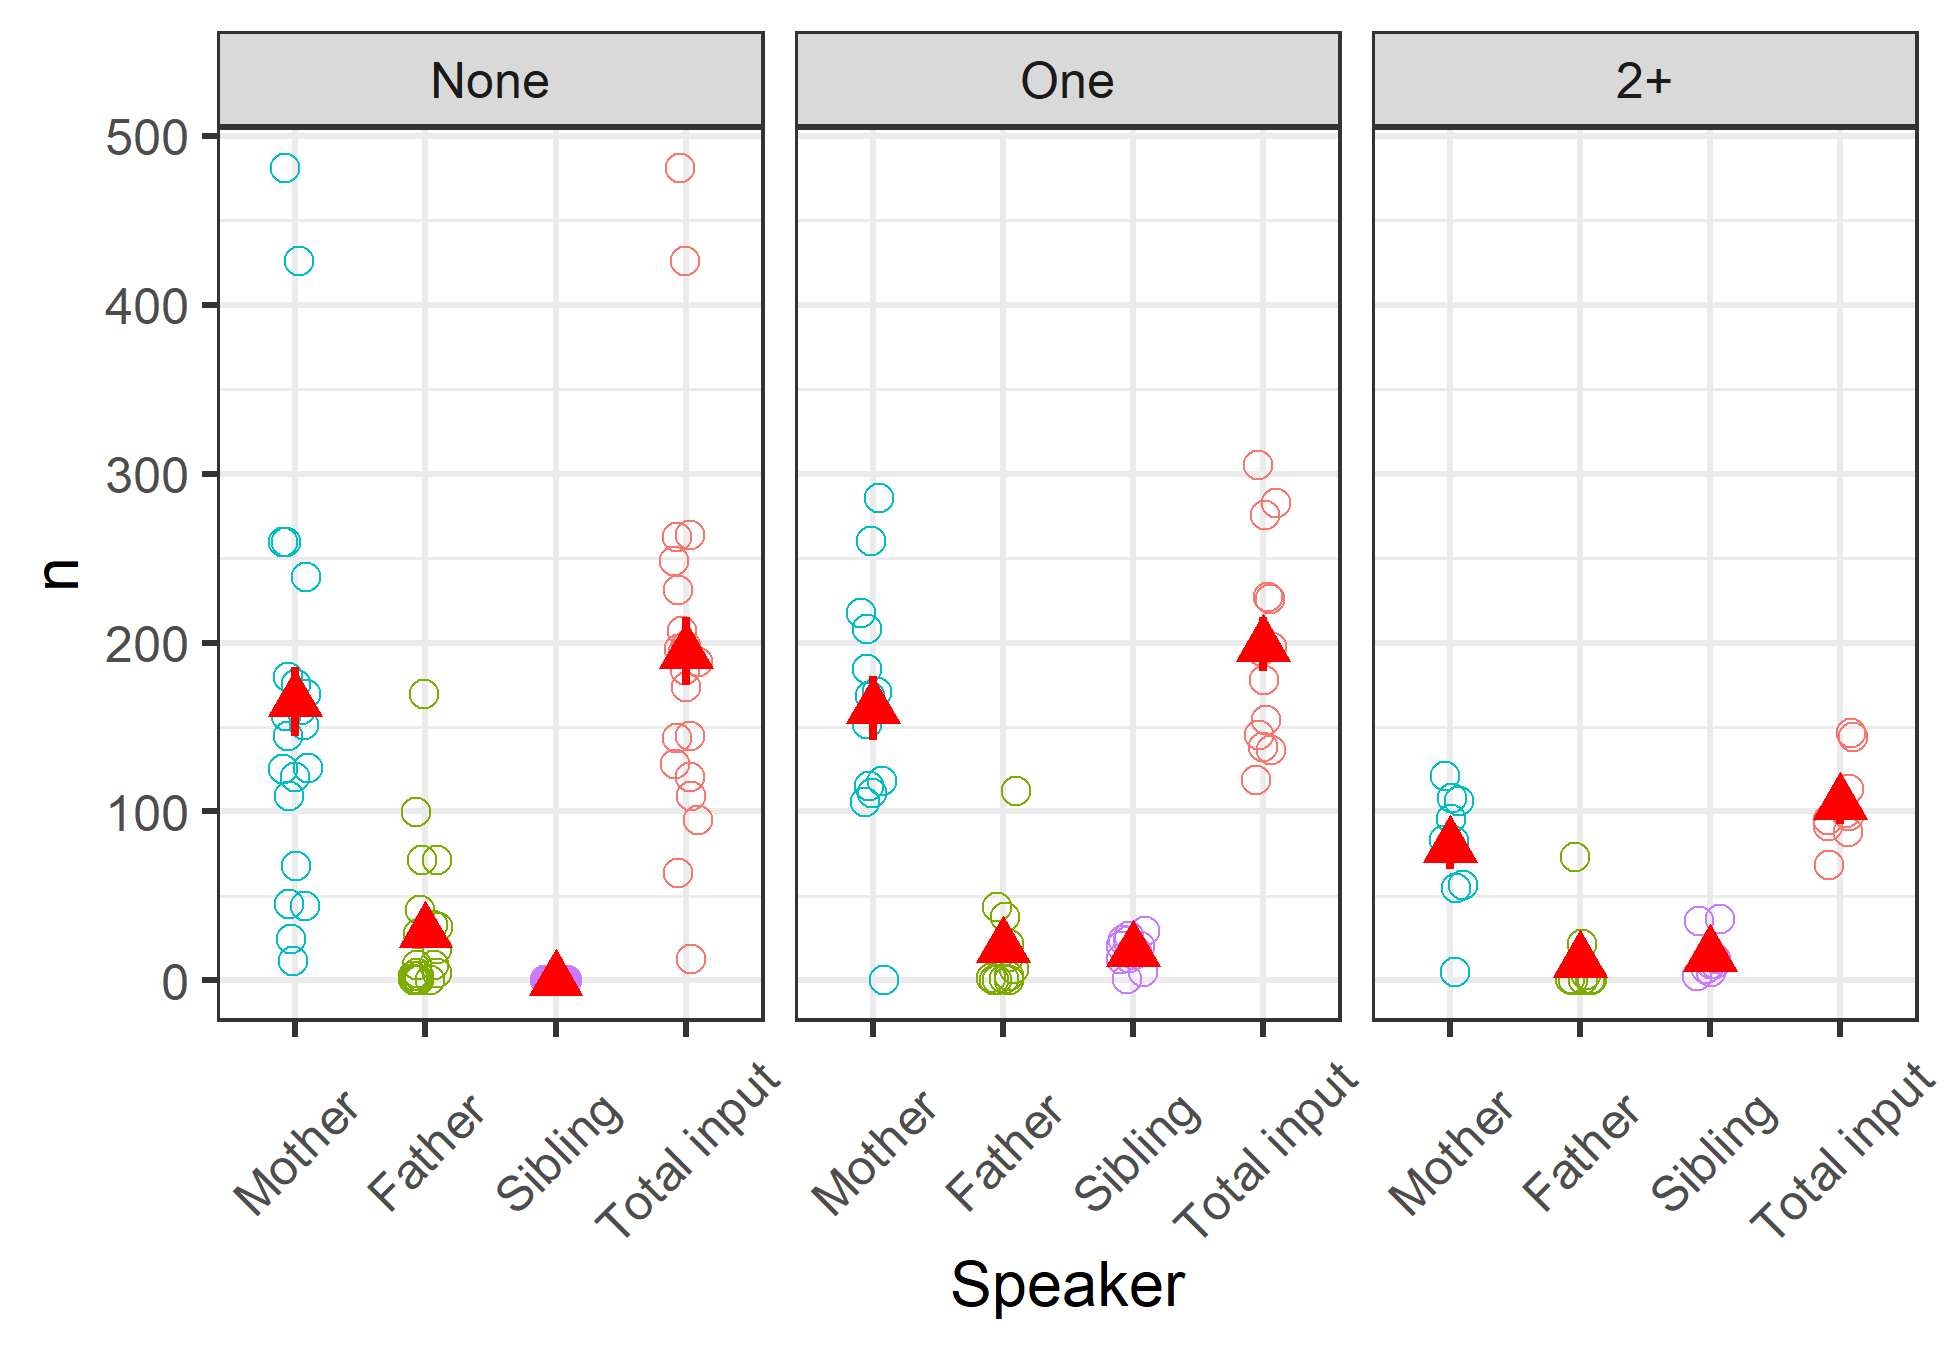 None One 2+
500
400
300
200
100
0
n
Mother Father Sibling Total input Mother Father Sibling Total input Mother Father Sibling Total input
Speaker